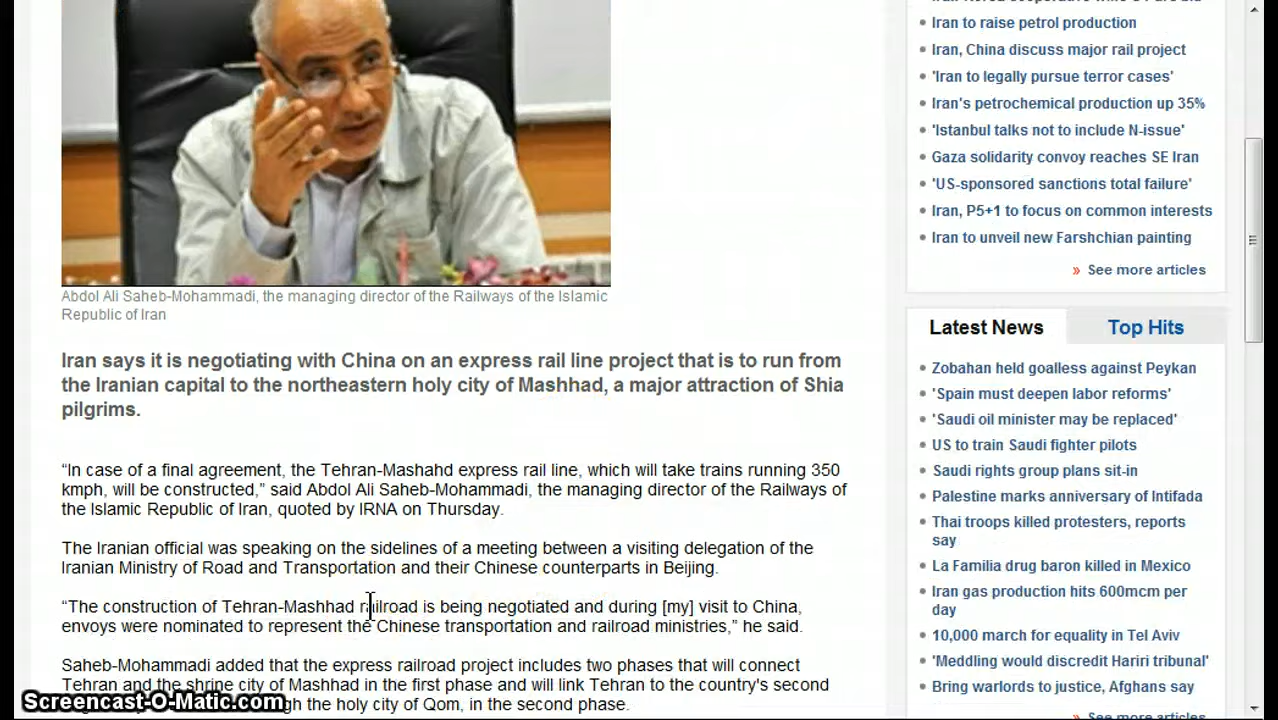 Iran to raise petrol production
Iran, China discuss major rail project
'Iran to legally pursue terror cases'
Iran's petrochemical production up 35%
'Istanbul talks not to include N-issue'
Gaza solidarity convoy reaches SE Iran
'US-sponsored sanctions total failure'
Iran, P5+1 to focus on common interests
Iran to unveil new Farshchian painting
» See more articles
Abdol Ali Saheb-Mohammadi, the managing director of the Railways of the Islamic
Republic of Iran
Iran says it is negotiating with China on an express rail line project that is to run from
the Iranian capital to the northeastern holy city of Mashhad, a major attraction of Shia
pilgrims.
“In case of a final agreement, the Tehran-Mashahd express rail line, which will take trains running 350
kmph, will be constructed,” said Abdol Ali Saheb-Mohammadi, the managing director of the Railways of
the Islamic Republic of Iran, quoted by IRNA on Thursday.
The Iranian official was speaking on the sidelines of a meeting between a visiting delegation of the
Iranian Ministry of Road and Transportation and their Chinese counterparts in Beijing.
“The construction of Tehran-Mashhad railroad is being negotiated and during [my] visit to China,
envoys were nominated to represent the Chinese transportation and railroad ministries,” he said.
Saheb-Mohammadi added that the express railroad project includes two phases that will connect
Tehran and the shrine city of Mashhad in the first phase and will link Tehran to the country's second
the holy city of Qom, in the second phase.
Latest News
Top Hits
Zobahan held goalless against Peykan
'Spain must deepen labor reforms'
'Saudi oil minister may be replaced'
US to train Saudi fighter pilots
Saudi rights group plans sit-in
Palestine marks anniversary of Intifada
Thai troops killed protesters, reports
say
La Familia drug baron killed in Mexico
Iran gas production hits 600mcm per
day
10,000 march for equality in Tel Aviv
'Meddling would discredit Hariri tribunal'
Bring warlords to justice, Afghans say
» See more articles
Screencast-O-Matic.com